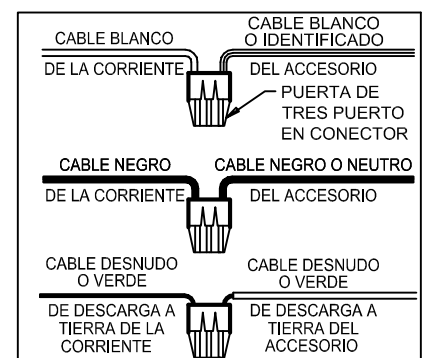 CABLE BLANCO
CABLE BLANCO
O IDENTIFICADO
DE LA CORRIENTE
DEL ACCESORIO
PUERTA DE
TRES PUERTO
EN CONECTOR
CABLE NEGRO
CABLE NEGRO O NEUTRO
DE LA CORRIENTE
DEL ACCESORIO
CABLE DESNUDO
O VERDE
CABLE DESNUDO
O VERDE
DE DESCARGA A
TIERRA DE LA
CORRIENTE
DE DESCARGA A
TIERRA DEL
ACCESORIO